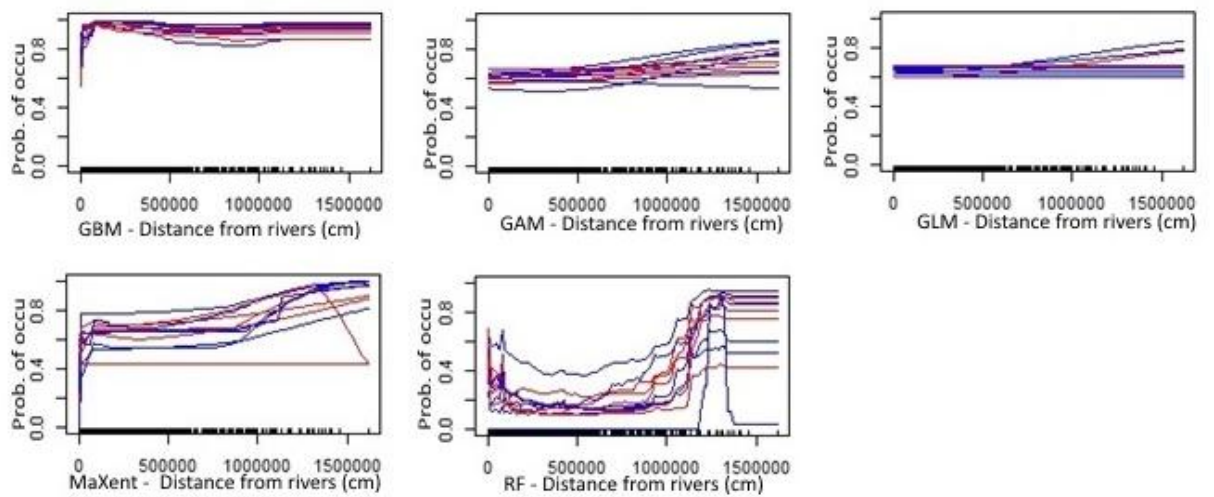 Prob. of occu
0.0 0.4 0.8
0 500000 1000000 1500000
GBM - Distance from rivers (cm)
Prob. of occu
0.0 0.4 0.8
0 500000 1000000 1500000
GAM - Distance from rivers (cm)
Prob. of occu
0.0 0.4 0.8
0 500000 1000000 1500000
GLM - Distance from rivers (cm)
Prob. of occu
0.0 0.4 0.8
0 500000 1000000 1500000
MaXent - Distance from rivers (cm)
Prob. of occu
0.0 0.4 0.8
0 500000 1000000 1500000
RF - Distance from rivers (cm)